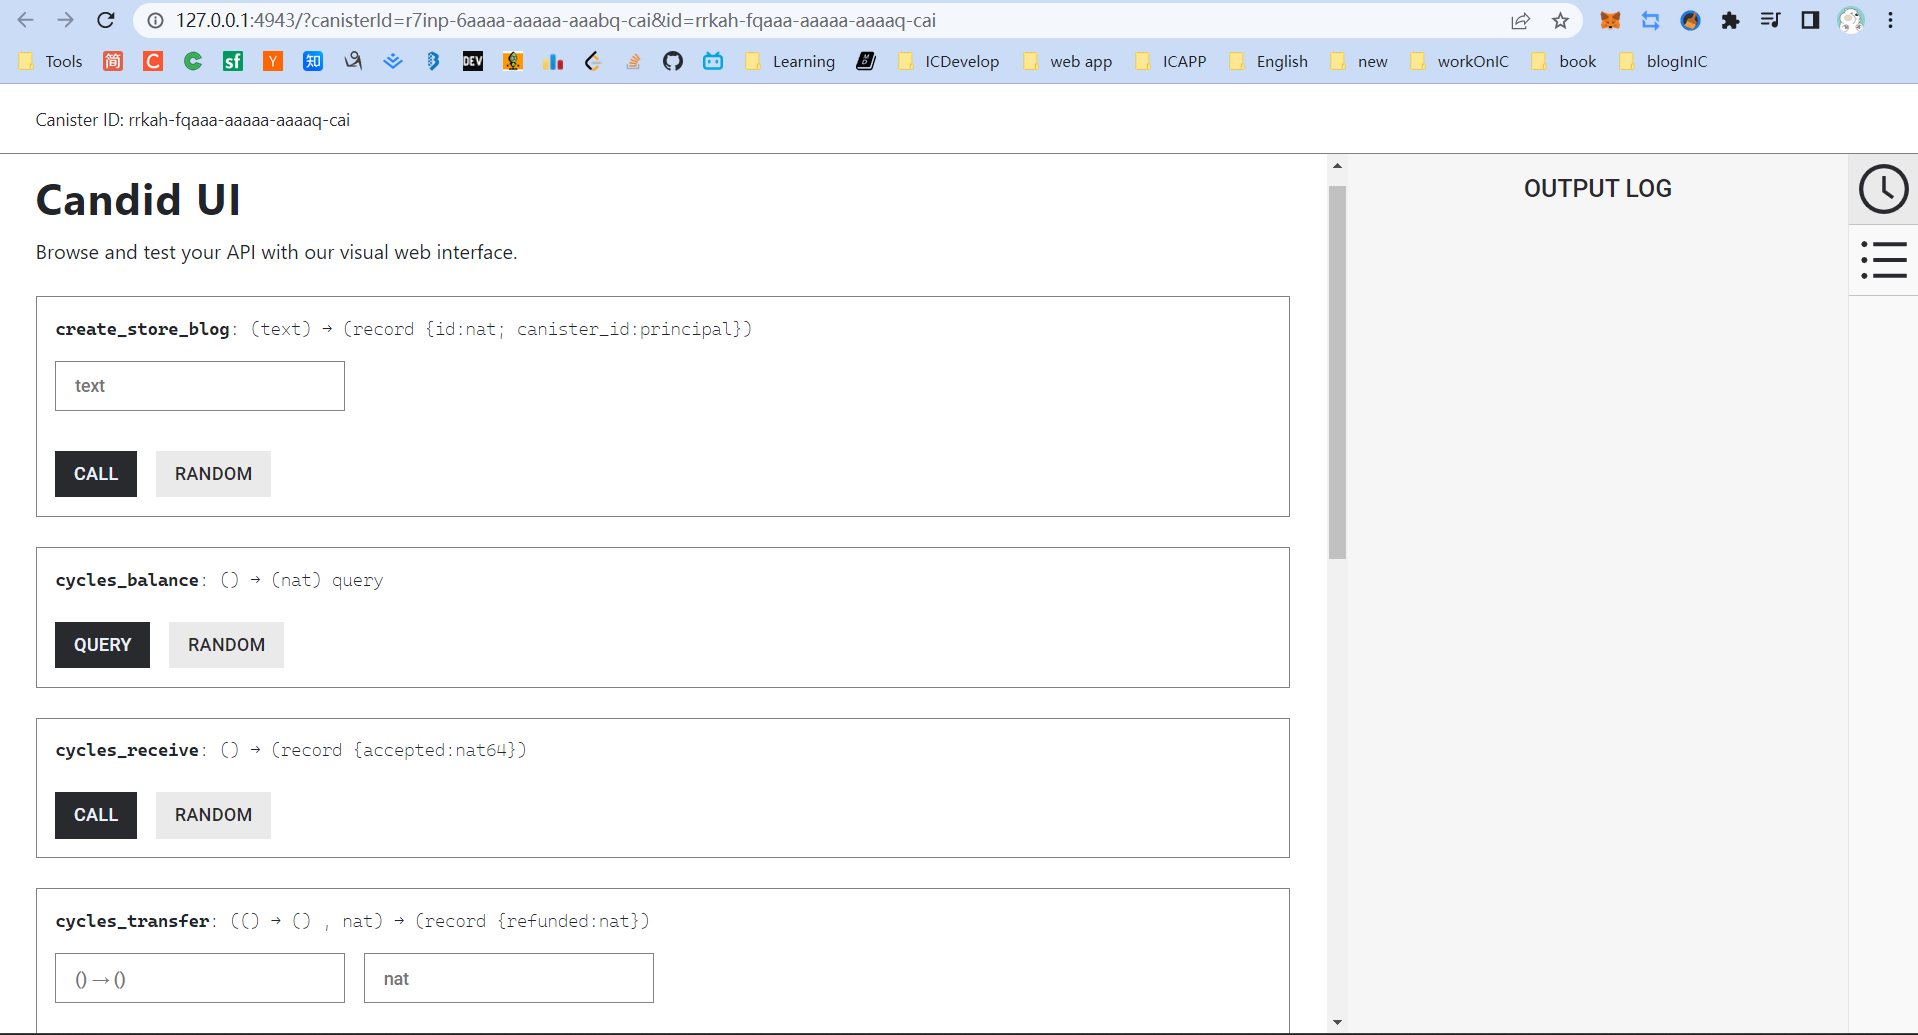 127.0.0.1:4943/?canisterId=r7inp-6aaaa-aaaaa-aaabq-cai&id=rrkah-fqaaa-aaaaa-aaaaq-cai
Tools 简 C C sf Y 知 DEV Learning ICDevelop web app ICAPP English new workOnIC book blogInIC
Canister ID: rrkah-fqaaa-aaaaa-aaaaq-cai
Candid UI
OUTPUT LOG
Browse and test your API with our visual web interface.
create_store_blog: (text) → (record {id:nat; canister_id:principal})
text
CALL RANDOM
cycles_balance: () → (nat) query
QUERY RANDOM
cycles_receive: () → (record {accepted:nat64})
CALL RANDOM
cycles_transfer: (() → () , nat) → (record {refunded:nat})
() → () nat